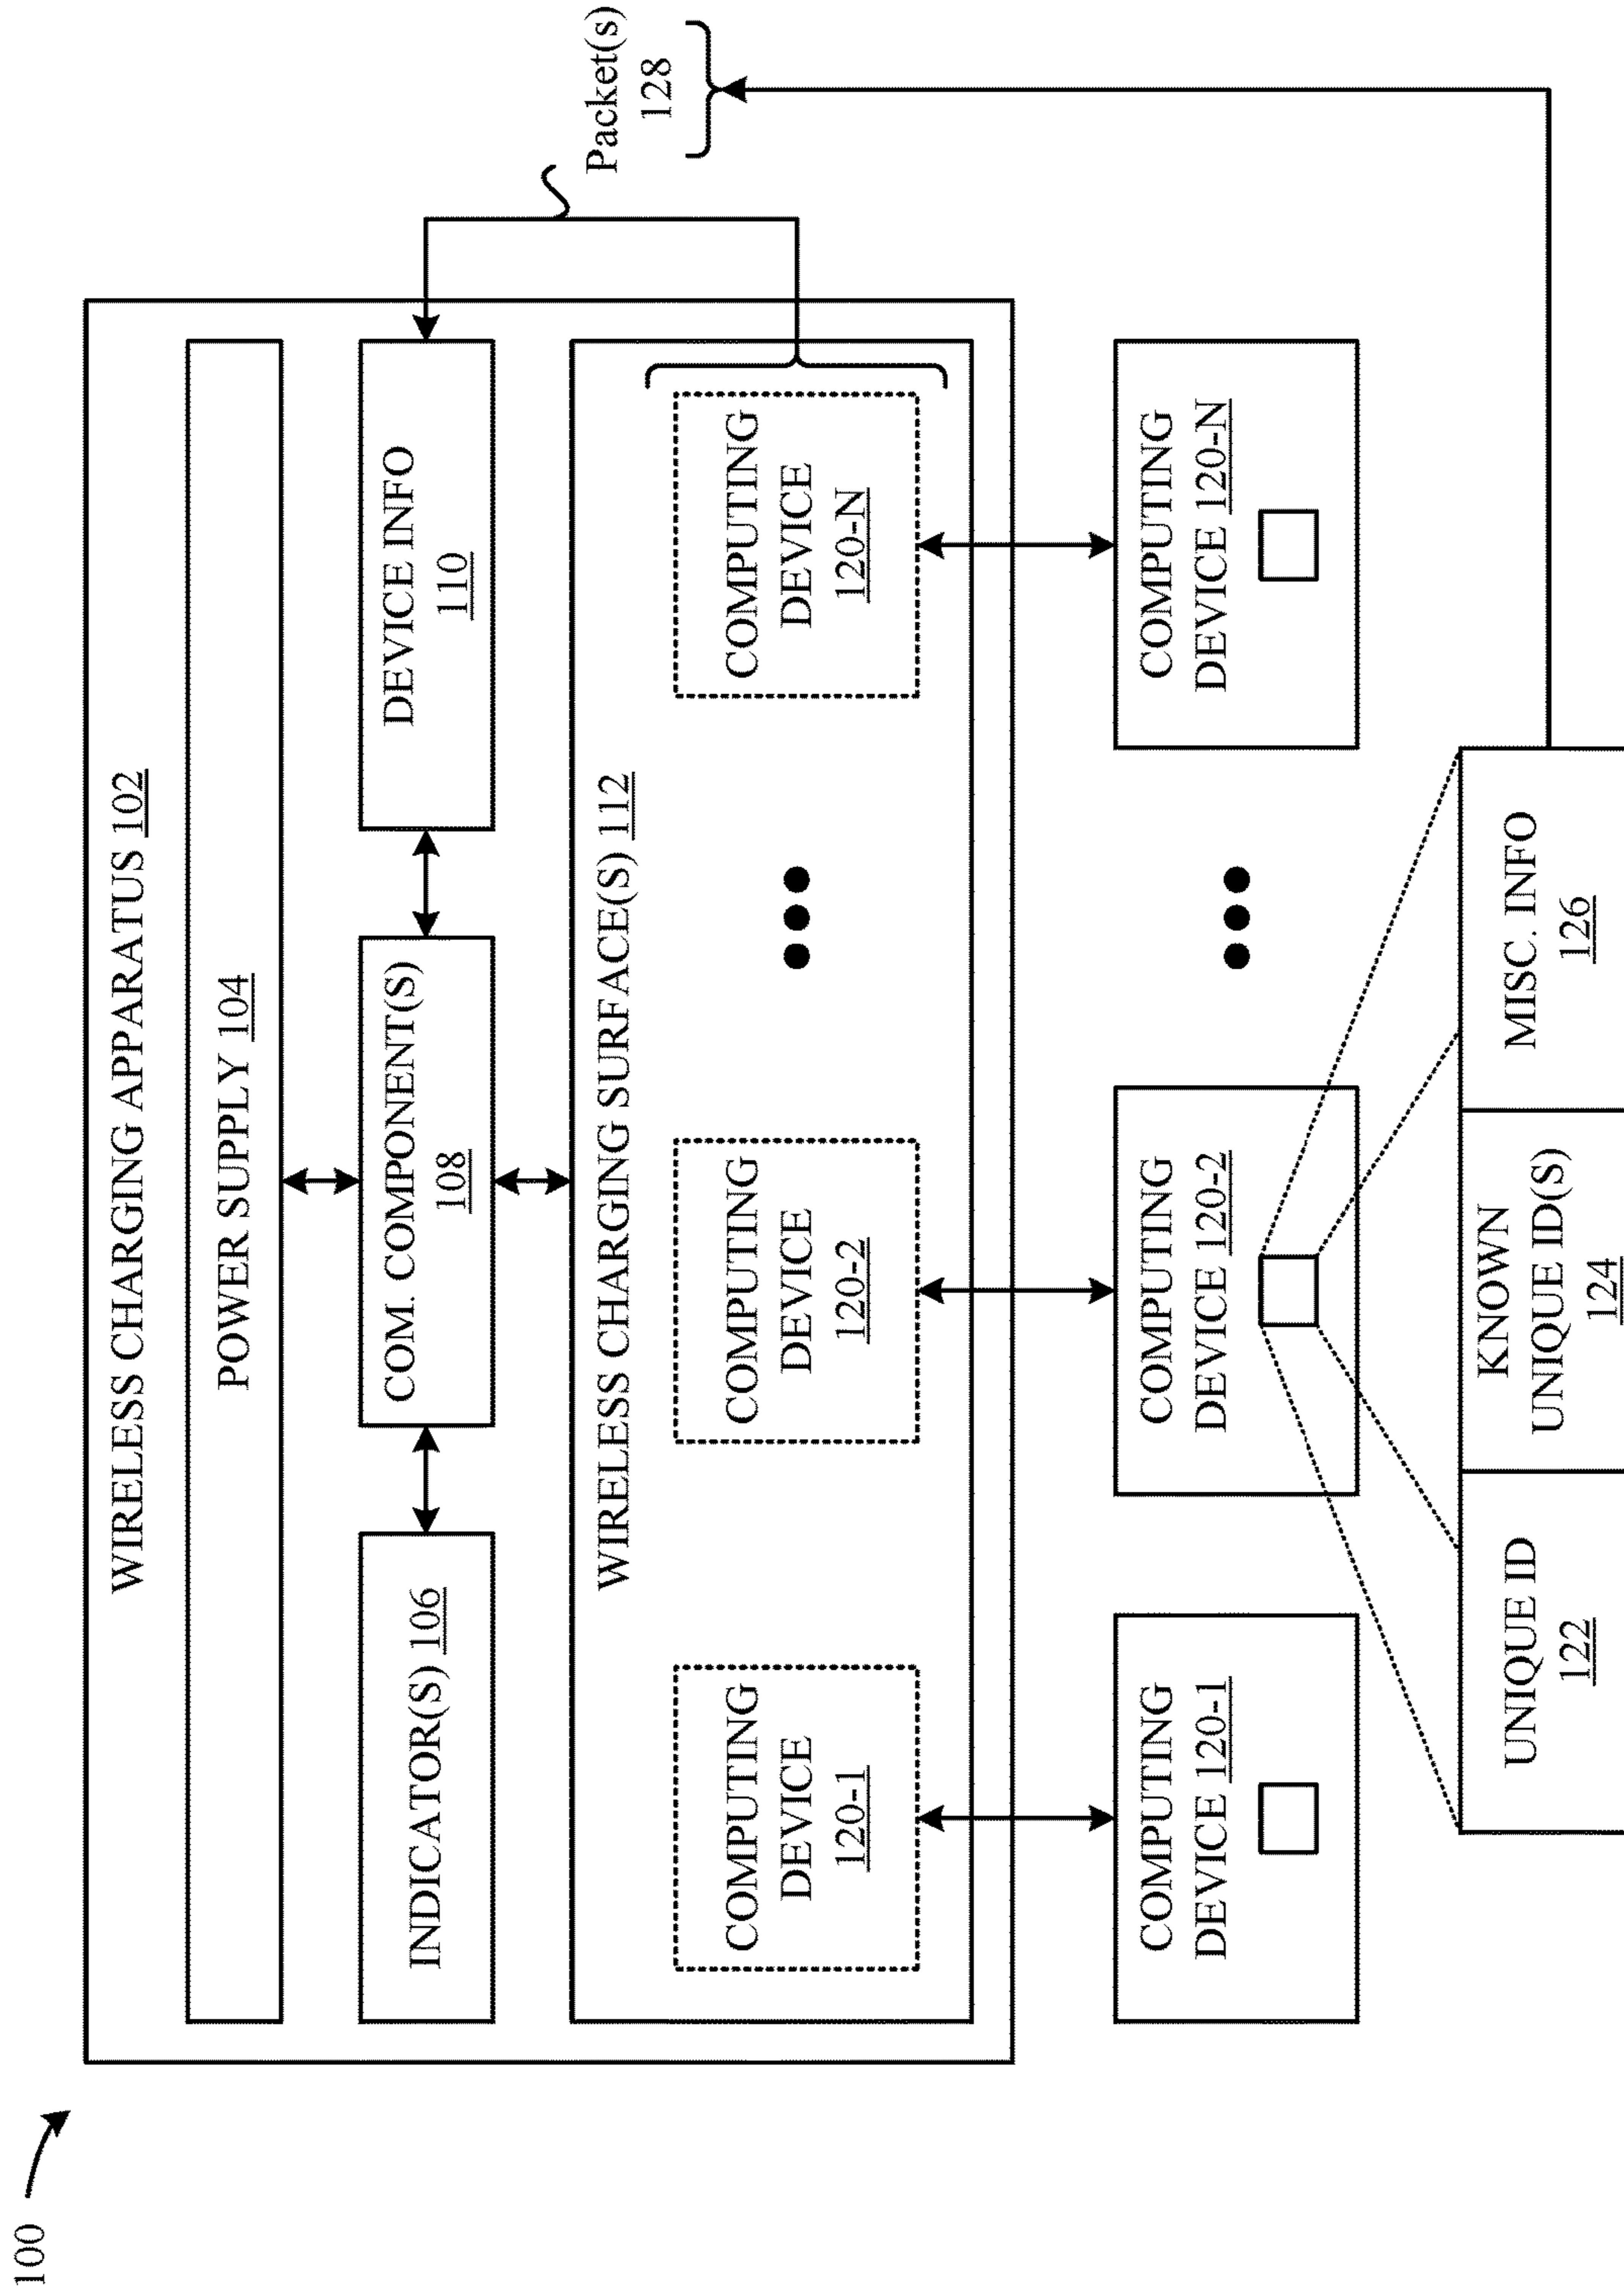 100
WIRELESS CHARGING APPARATUS 102
POWER SUPPLY 104
INDICATOR(S) 106
COM. COMPONENT(S)
108
DEVICE INFO
110
Packet(s)
128
WIRELESS CHARGING SURFACE(S) 112
COMPUTING
DEVICE
120-1
COMPUTING
DEVICE
120-2
COMPUTING
DEVICE
120-N
COMPUTING
DEVICE 120-1
COMPUTING
DEVICE 120-2
COMPUTING
DEVICE 120-N
UNIQUE ID
122
KNOWN
UNIQUE ID(S)
124
MISC. INFO
126